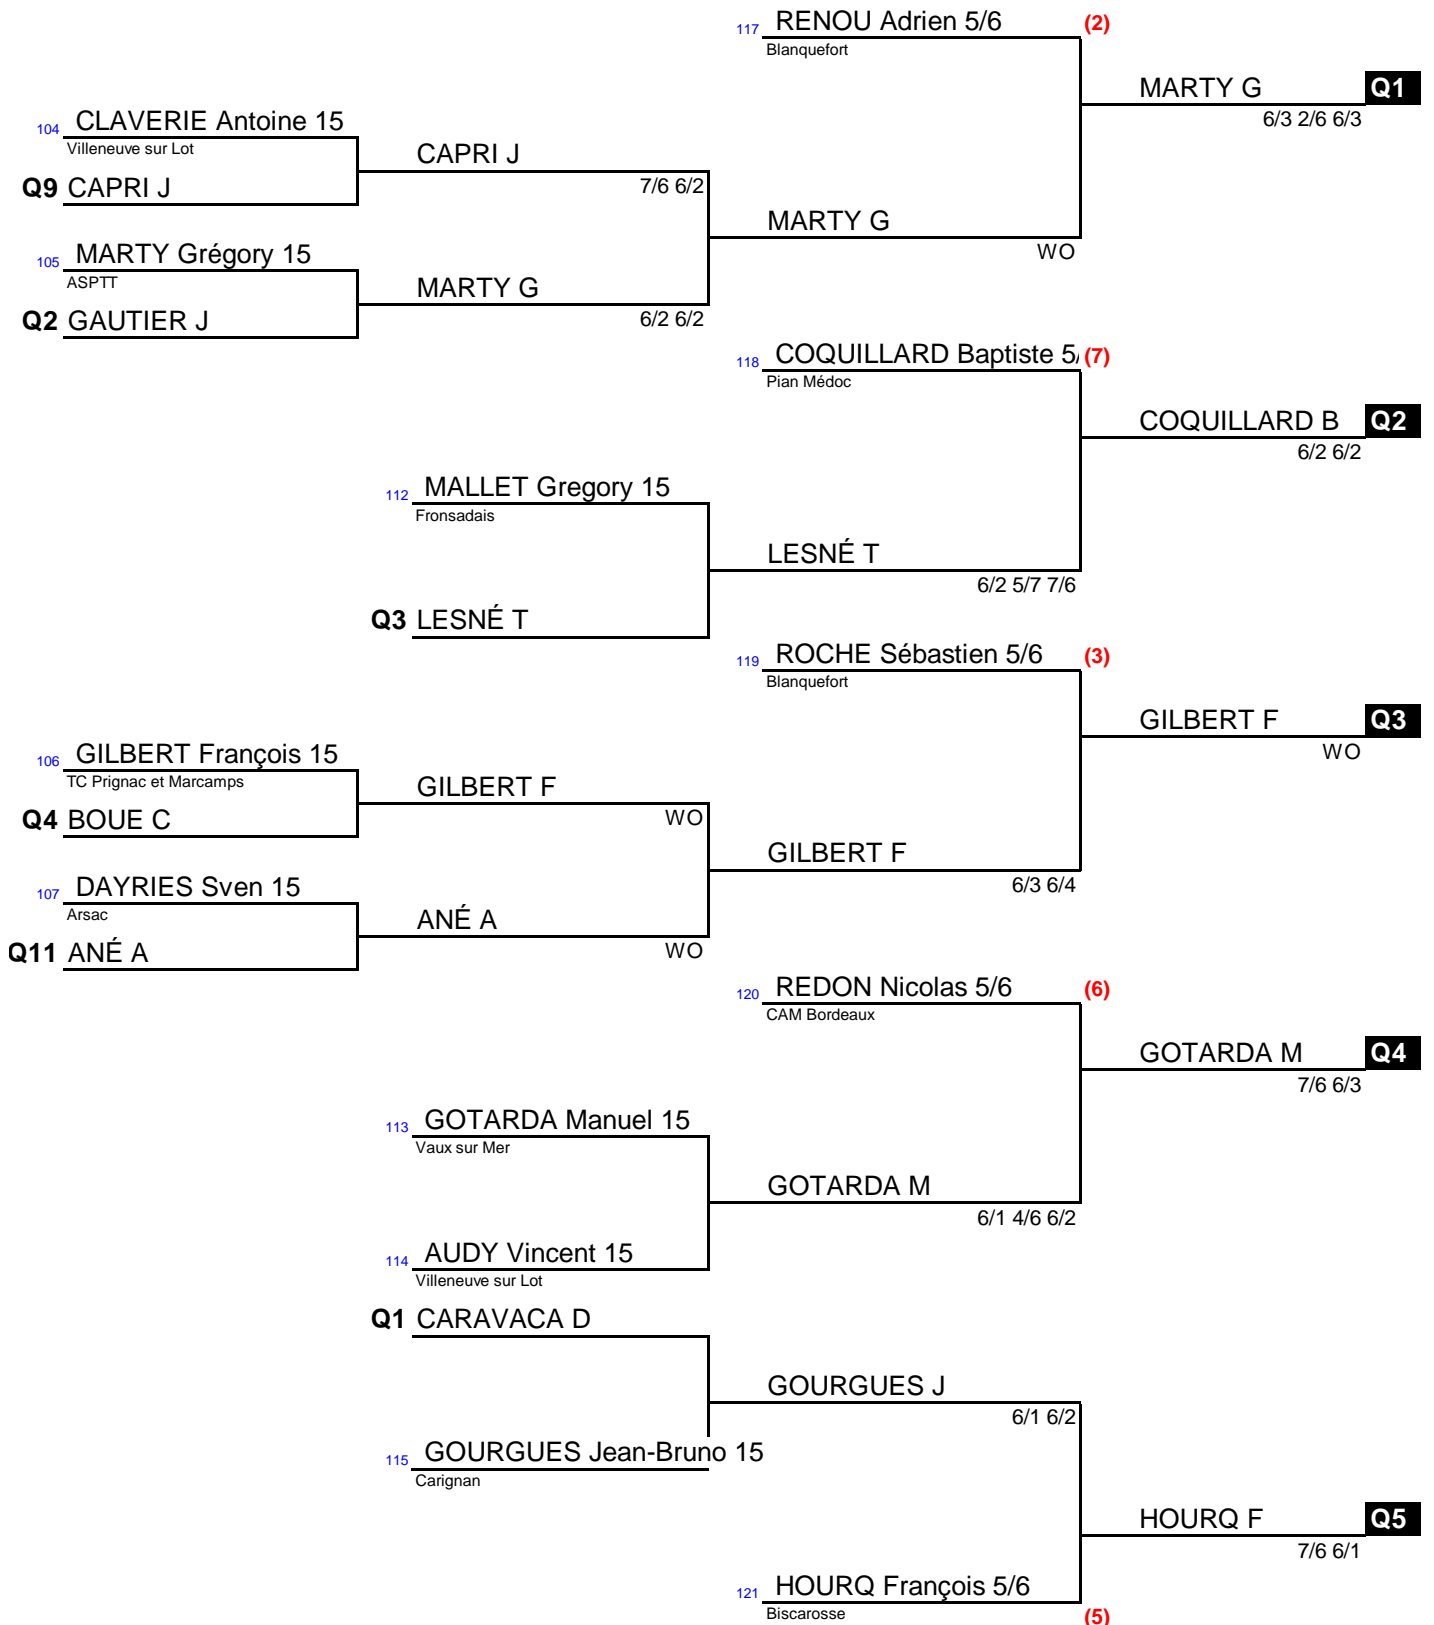 117 RENOU Adrien 5/6 (2)
Blanquefort
MARTY G Q1
6/3 2/6 6/3
104 CLAVERIE Antoine 15
Villeneuve sur Lot
CAPRI J
7/6 6/2
Q9 CAPRI J
MARTY G
WO
105 MARTY Grégory 15
ASPTT
MARTY G
6/2 6/2
Q2 GAUTIER J
118 COQUILLARD Baptiste 5/ (7)
Pian Médoc
COQUILLARD B Q2
6/2 6/2
112 MALLET Gregory 15
Fronsadais
LESNÉ T
6/2 5/7 7/6
Q3 LESNÉ T
119 ROCHE Sébastien 5/6 (3)
Blanquefort
GILBERT F Q3
WO
106 GILBERT François 15
TC Prignac et Marcamps
GILBERT F
WO
Q4 BOUE C
GILBERT F
6/3 6/4
107 DAYRIES Sven 15
Arsac
ANÉ A
WO
Q11 ANÉ A
120 REDON Nicolas 5/6 (6)
CAM Bordeaux
GOTARDA M Q4
7/6 6/3
113 GOTARDA Manuel 15
Vaux sur Mer
GOTARDA M
6/1 4/6 6/2
114 AUDY Vincent 15
Villeneuve sur Lot
Q1 CARAVACA D
GOURGUES J
6/1 6/2
115 GOURGUES Jean-Bruno 15
Carignan
HOURQ F Q5
7/6 6/1
121 HOURQ François 5/6
Biscarosse (5)